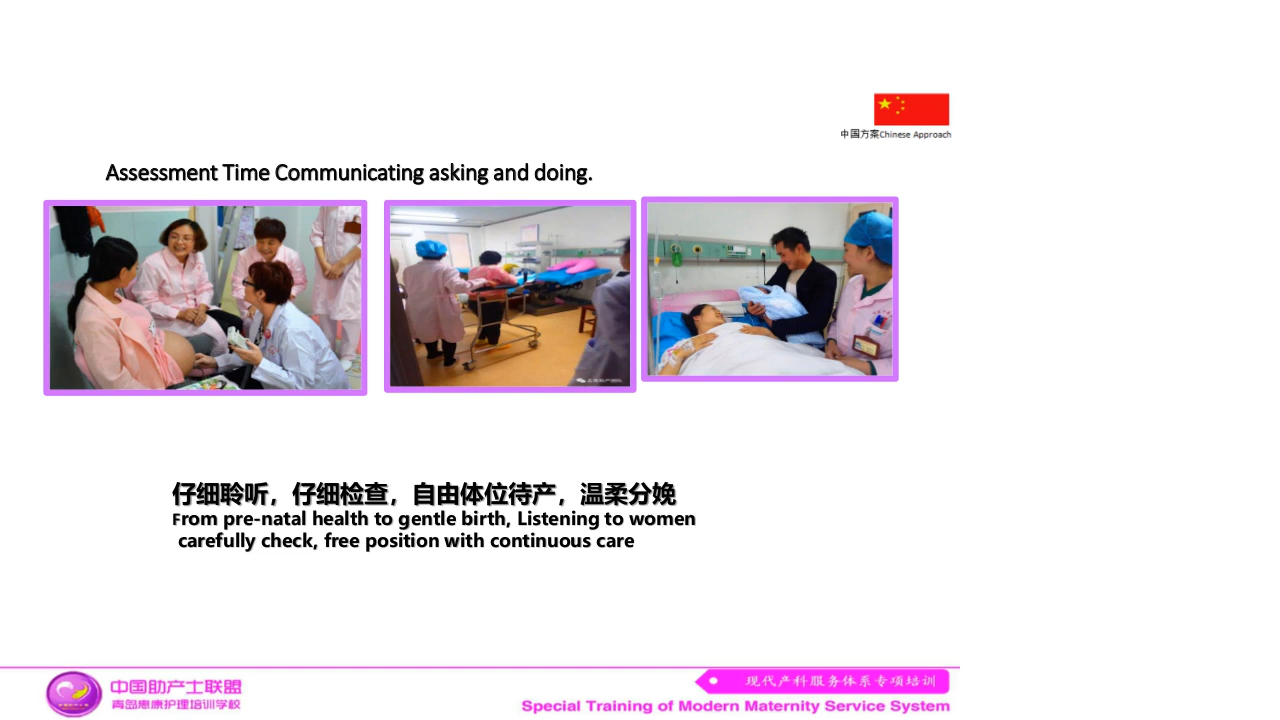 中国方案Chinese Approach
Assessment Time Communicating asking and doing.
仔细聆听，仔细检查，自由体位待产，温柔分娩
From pre-natal health to gentle birth, Listening to women
carefully check, free position with continuous care
中国助产士联盟
青岛惠康护理培训学校
现代产科服务体系专项培训
Special Training of Modern Maternity Service System